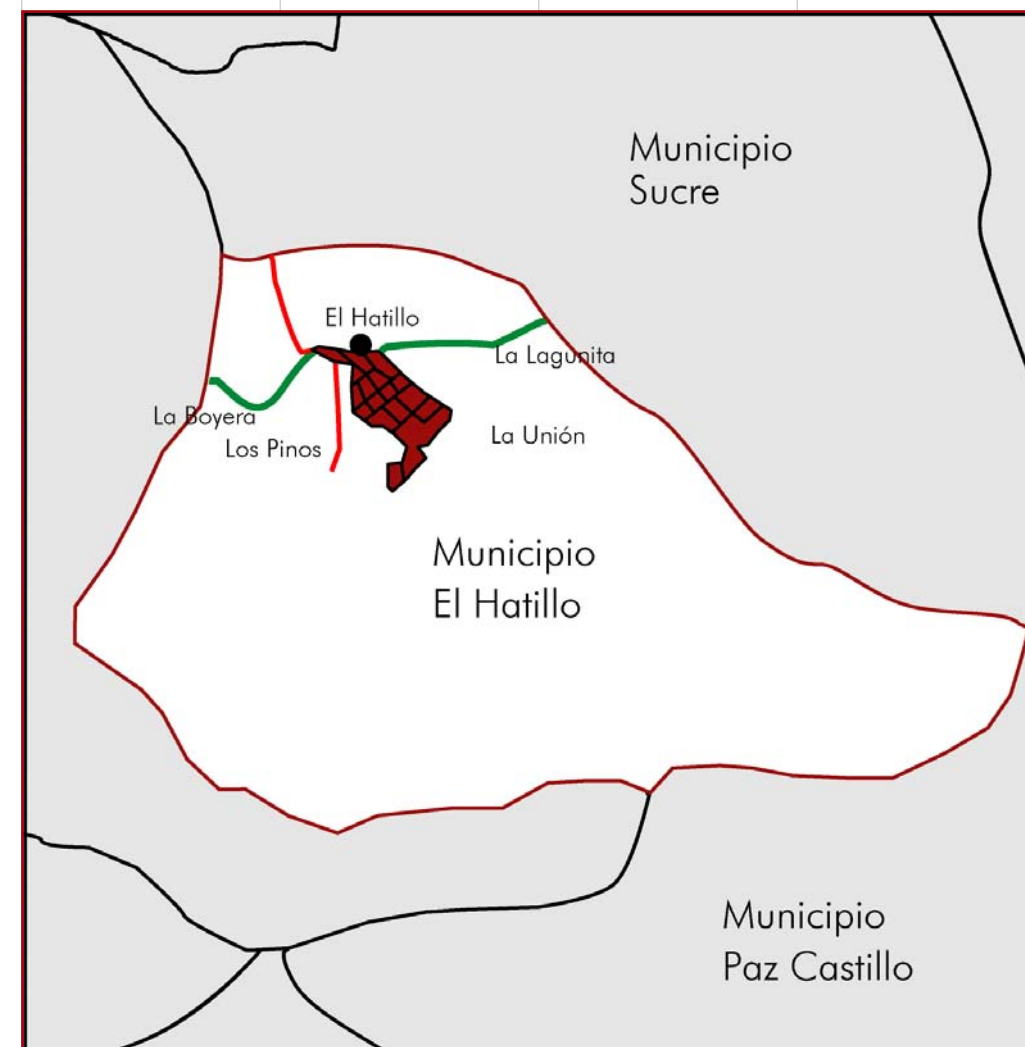 Municipio
Sucre
El Hatillo
La Lagunita
La Boyera
Los Pinos
La Unión
Municipio
El Hatillo
Municipio
Paz Castillo